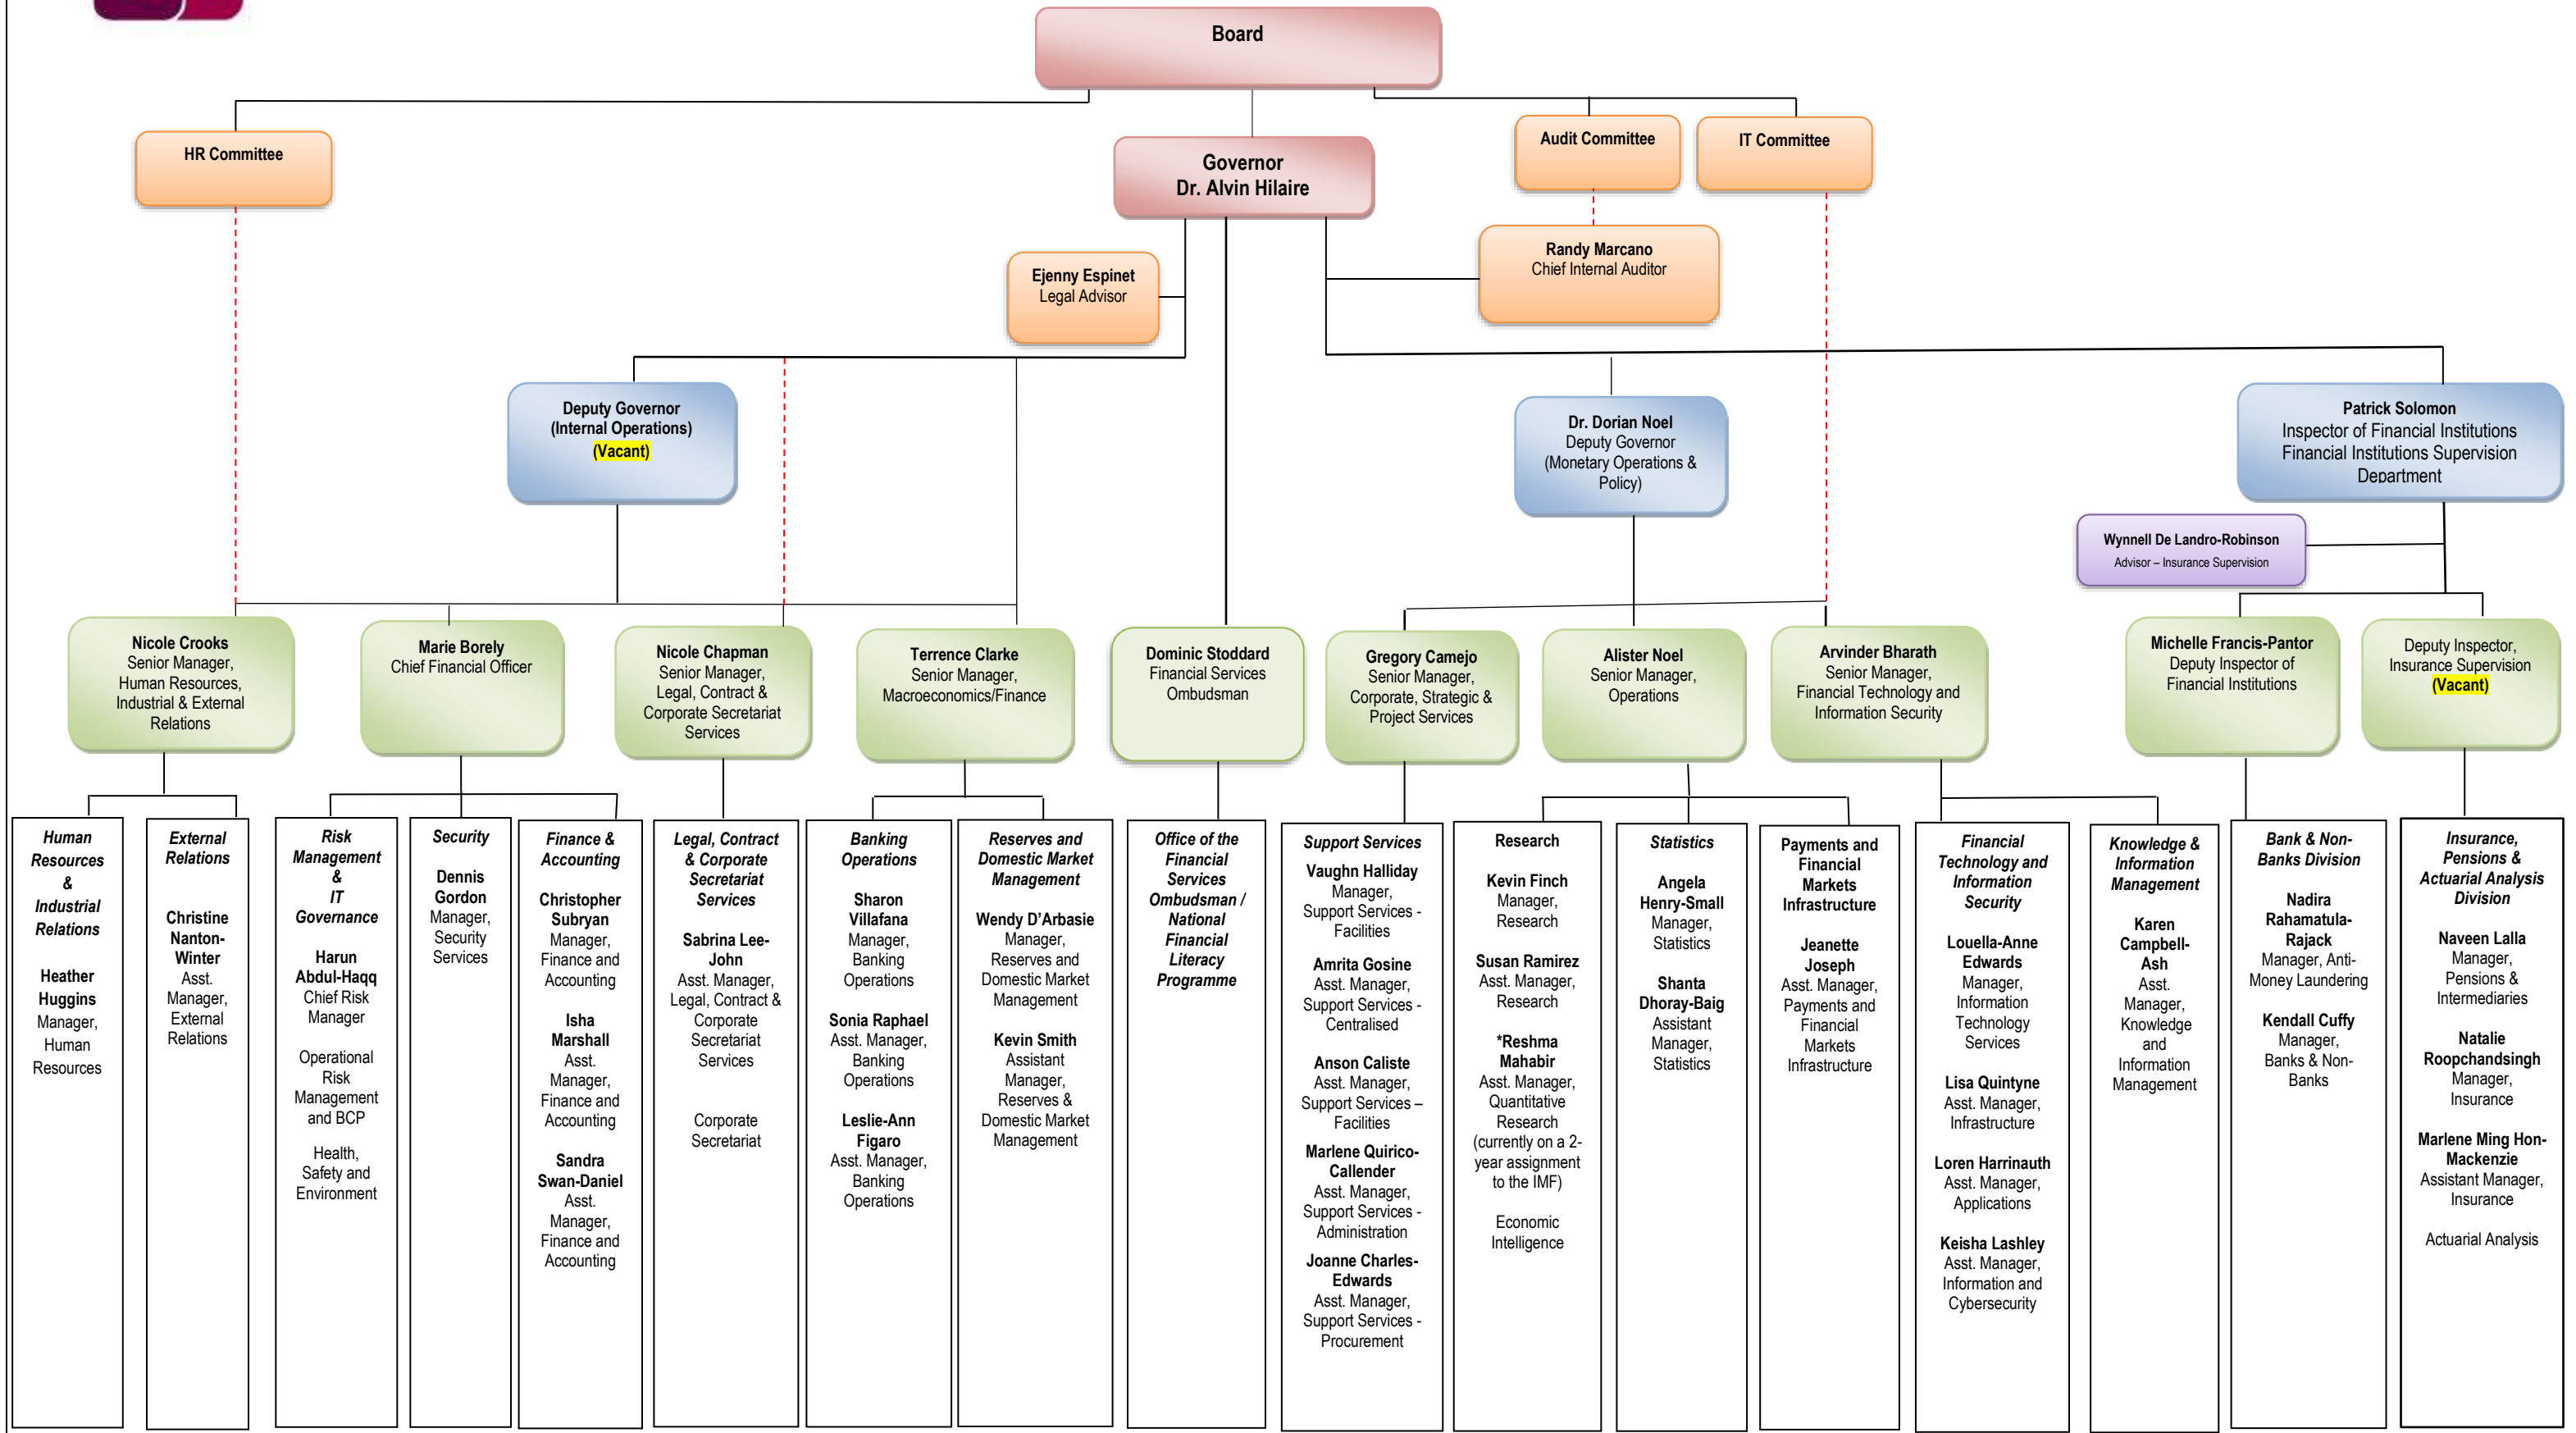 Board
HR Committee
Audit Committee
IT Committee
Governor
Dr. Alvin Hilaire
Ejenny Espinet
Legal Advisor
Randy Marcano
Chief Internal Auditor
Deputy Governor
(Internal Operations)
(Vacant)
Dr. Dorian Noel
Deputy Governor
(Monetary Operations &
Policy)
Patrick Solomon
Inspector of Financial Institutions
Financial Institutions Supervision
Department
Wynnell De Landro-Robinson
Advisor – Insurance Supervision
Nicole Crooks
Senior Manager,
Human Resources,
Industrial & External
Relations
Marie Borely
Chief Financial Officer
Nicole Chapman
Senior Manager,
Legal, Contract &
Corporate Secretariat
Services
Terrence Clarke
Senior Manager,
Macroeconomics/Finance
Dominic Stoddard
Financial Services
Ombudsman
Gregory Camejo
Senior Manager,
Corporate, Strategic &
Project Services
Alister Noel
Senior Manager,
Operations
Arvinder Bharath
Senior Manager,
Financial Technology and
Information Security
Michelle Francis-Pantor
Deputy Inspector of
Financial Institutions
Deputy Inspector,
Insurance Supervision
(Vacant)
Human
Resources
&
Industrial
Relations
Heather
Huggins
Manager,
Human
Resources
External
Relations
Christine
Nanton-
Winter
Asst.
Manager,
External
Relations
Risk
Management
&
IT
Governance
Harun
Abdul-Haqq
Chief Risk
Manager
Operational
Risk
Management
and BCP
Health,
Safety and
Environment
Security
Dennis
Gordon
Manager,
Security
Services
Finance &
Accounting
Christopher
Subryan
Manager,
Finance and
Accounting
Isha
Marshall
Asst.
Manager,
Finance and
Accounting
Sandra
Swan-Daniel
Asst.
Manager,
Finance and
Accounting
Legal, Contract
& Corporate
Secretariat
Services
Sabrina Lee-
John
Asst. Manager,
Legal, Contract &
Corporate
Secretariat
Services
Corporate
Secretariat
Banking
Operations
Sharon
Villafana
Manager,
Banking
Operations
Sonia Raphael
Asst. Manager,
Banking
Operations
Leslie-Ann
Figaro
Asst. Manager,
Banking
Operations
Reserves and
Domestic Market
Management
Wendy D'Arbasie
Manager,
Reserves and
Domestic Market
Management
Kevin Smith
Assistant
Manager,
Reserves &
Domestic Market
Management
Office of the
Financial
Services
Ombudsman /
National
Financial
Literacy
Programme
Support Services
Vaughn Halliday
Manager,
Support Services -
Facilities
Amrita Gosine
Asst. Manager,
Support Services -
Centralised
Anson Caliste
Asst. Manager,
Support Services –
Facilities
Marlene Quirico-
Callender
Asst. Manager,
Support Services -
Administration
Joanne Charles-
Edwards
Asst. Manager,
Support Services -
Procurement
Research
Kevin Finch
Manager,
Research
Susan Ramirez
Asst. Manager,
Research
*Reshma
Mahabir
Asst. Manager,
Quantitative
Research
(currently on a 2-
year assignment
to the IMF)
Economic
Intelligence
Statistics
Angela
Henry-Small
Manager,
Statistics
Shanta
Dhoray-Baig
Assistant
Manager,
Statistics
Payments and
Financial
Markets
Infrastructure
Jeanette
Joseph
Asst. Manager,
Payments and
Financial
Markets
Infrastructure
Financial
Technology and
Information
Security
Louella-Anne
Edwards
Manager,
Information
Technology
Services
Lisa Quintyne
Asst. Manager,
Infrastructure
Loren Harrinauth
Asst. Manager,
Applications
Keisha Lashley
Asst. Manager,
Information and
Cybersecurity
Knowledge &
Information
Management
Karen
Campbell-
Ash
Asst.
Manager,
Knowledge
and
Information
Management
Bank & Non-
Banks Division
Nadira
Rahamatula-
Rajack
Manager, Anti-
Money Laundering
Kendall Cuffy
Manager,
Banks & Non-
Banks
Insurance,
Pensions &
Actuarial Analysis
Division
Naveen Lalla
Manager,
Pensions &
Intermediaries
Natalie
Roopchandsingh
Manager,
Insurance
Marlene Ming Hon-
Mackenzie
Assistant Manager,
Insurance
Actuarial Analysis